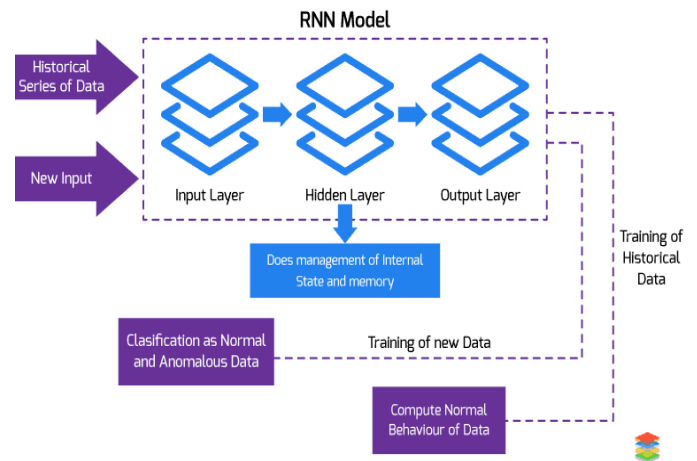 RNN Model
Historical
Series of Data
New Input
Input Layer
Hidden Layer
Output Layer
Does management of Internal
State and memory
Training of
Historical
Data
Clasification as Normal
and Anomalous Data
Training of new Data
Compute Normal
Behaviour of Data